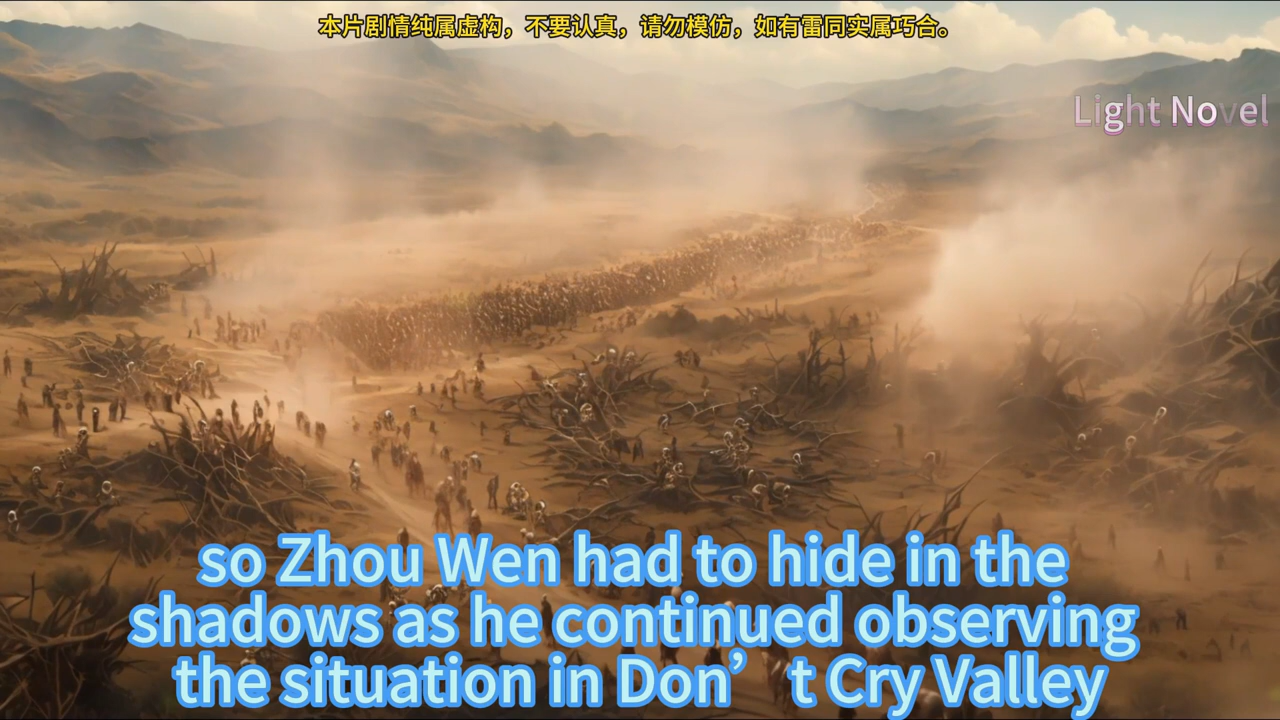 本片剧情纯属虚构，不要认真，请勿模仿，如有雷同实属巧合。
Light Novel
so Zhou Wen had to hide in the
shadows as he continued observing
the situation in Don’t Cry Valley